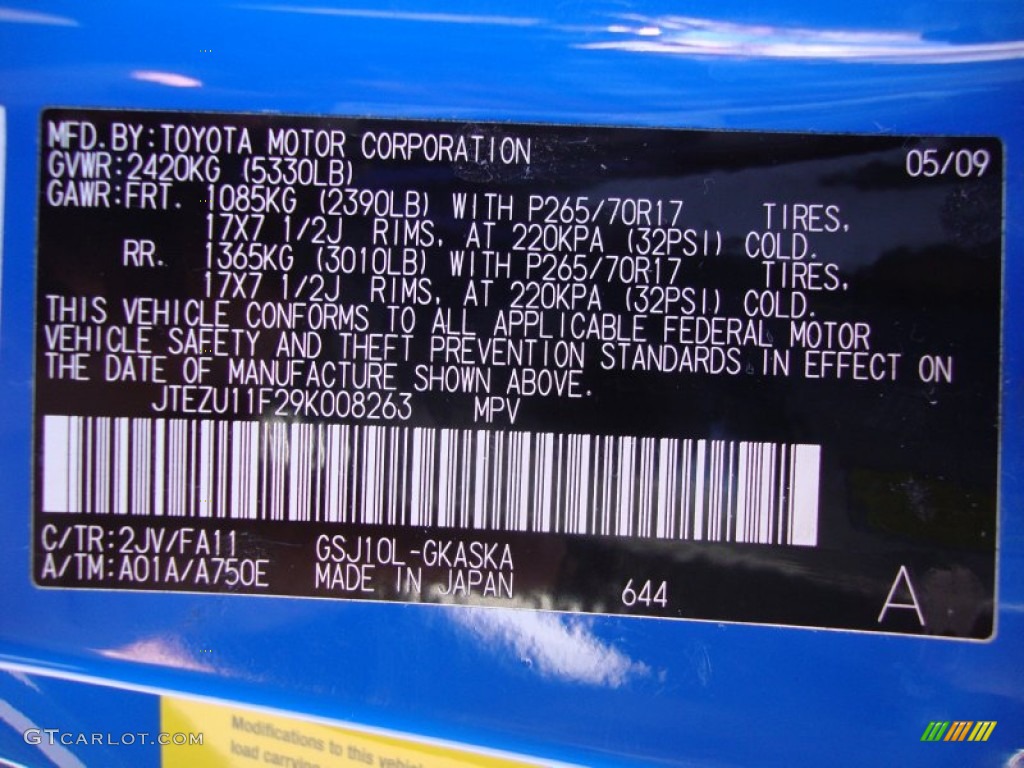 MFD.BY:TOYOTA MOTOR CORPORATION 05/09
GVWR:2420KG (5330LB)
GAWR:FRT. 1085KG (2390LB) WITH P265/70R17 TIRES,
17X7 1/2J RIMS, AT 220KPA (32PSI) COLD.
RR. 1365KG (3010LB) WITH P265/70R17 TIRES,
17X7 1/2J RIMS, AT 220KPA (32PSI) COLD.
THIS VEHICLE CONFORMS TO ALL APPLICABLE FEDERAL MOTOR
VEHICLE SAFETY AND THEFT PREVENTION STANDARDS IN EFFECT ON
THE DATE OF MANUFACTURE SHOWN ABOVE.
JTEZU11F29K008263 MPV
C/TR:2JV/FA11 GSJ10L-GKASKA
A/TM:A01A/A750E MADE IN JAPAN 644 A
Modifications to this vehicle
load carrying
GTCARLOT.COM